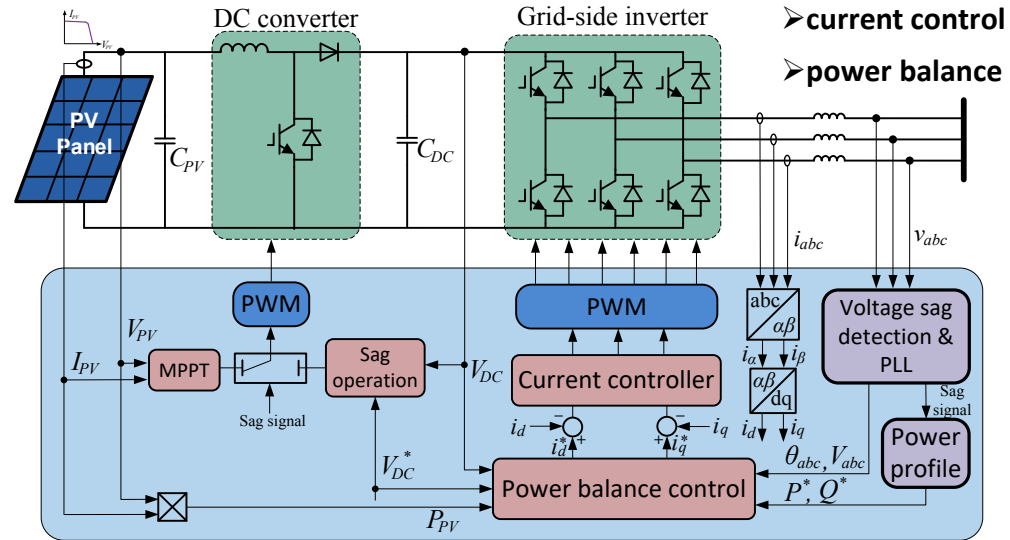 DC converter
Grid-side inverter
➢current control
➢power balance
I_PV
V_PV
PV
Panel
C_PV
C_DC
i_abc
v_abc
PWM
PWM
abc
αβ
Voltage sag
detection &
PLL
V_PV
I_PV
MPPT
Sag
operation
V_DC
Current controller
i_α
i_β
αβ
dq
Sag signal
Sag
signal
i_d
−
+
i_d^*
−
+
i_q^*
i_q
i_d
i_q
Power
profile
V_DC^*
Power balance control
θ_abc, V_abc
P^*, Q^*
P_PV